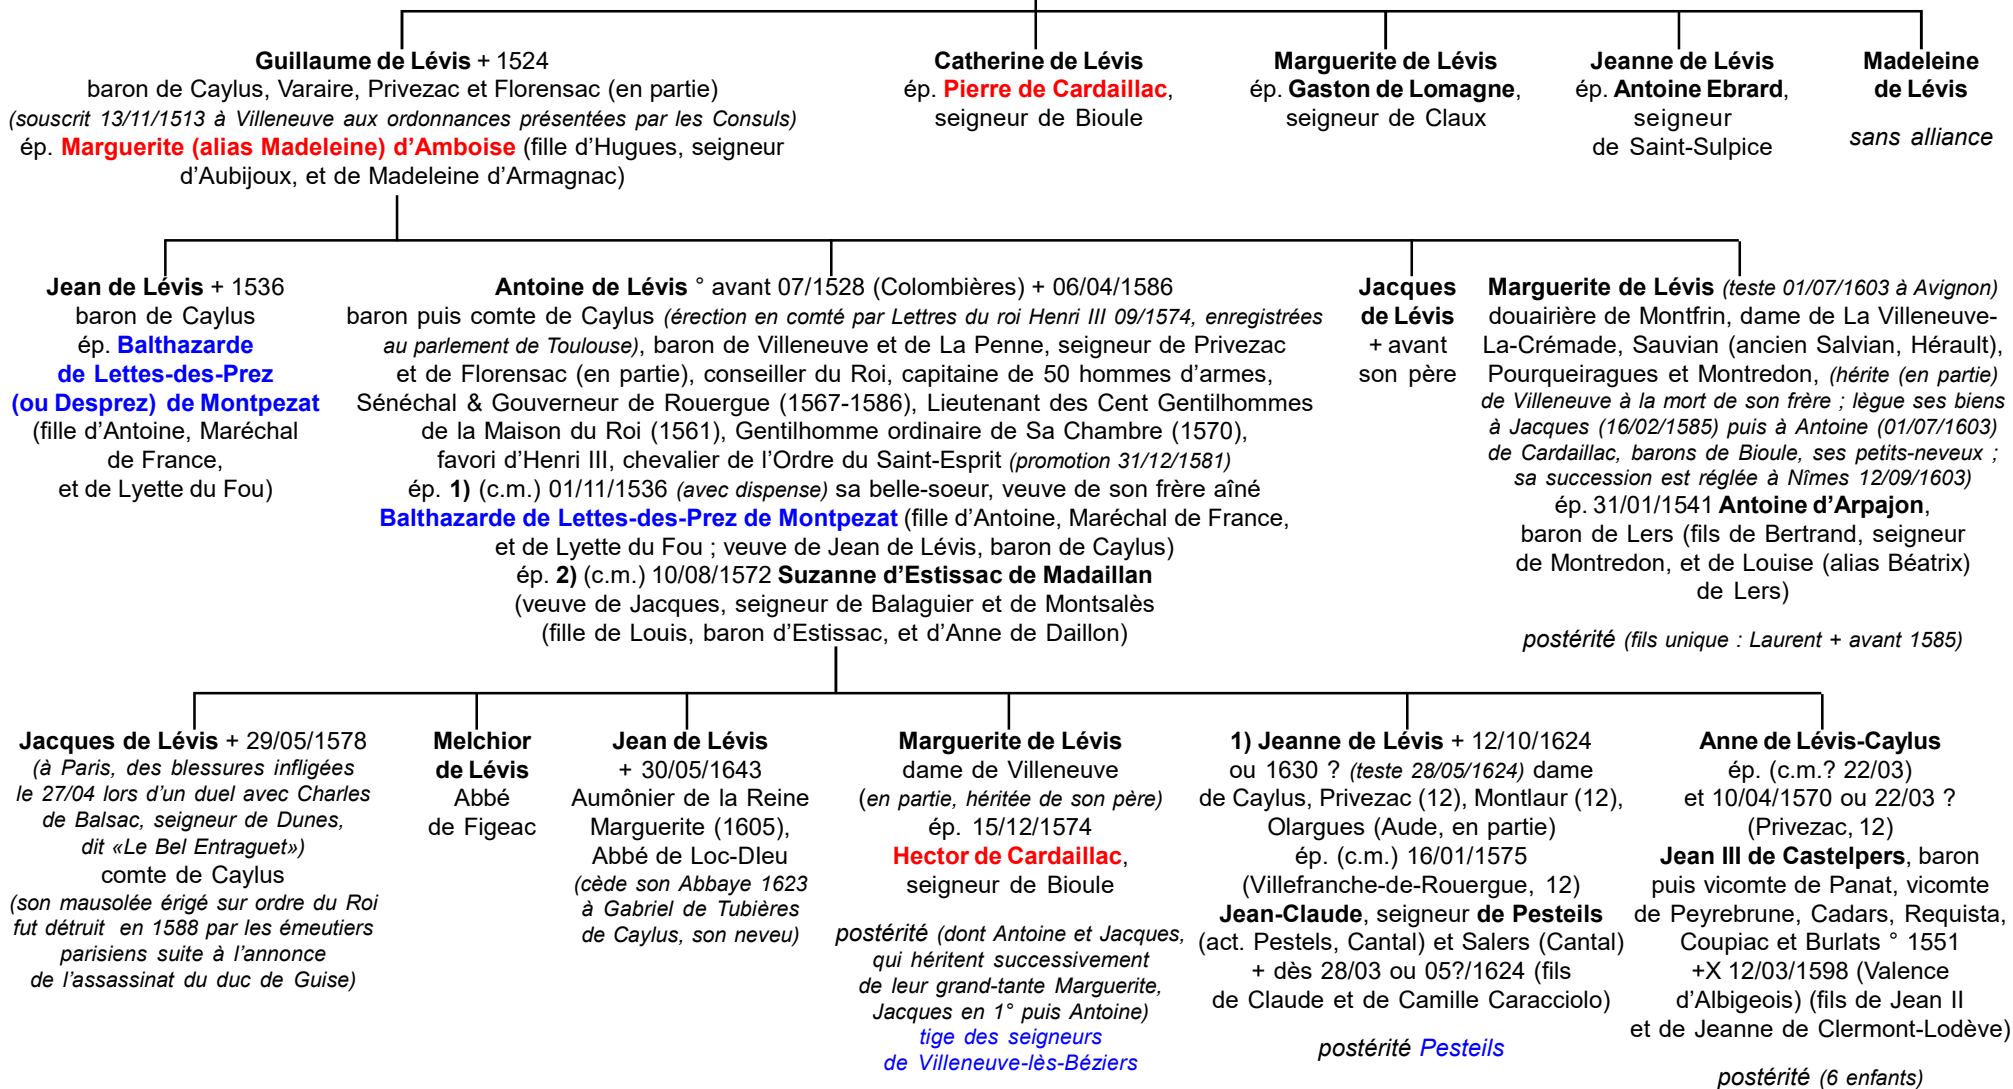 Guillaume de Lévis + 1524
baron de Caylus, Varaire, Privezac et Florensac (en partie)
(souscrit 13/11/1513 à Villeneuve aux ordonnances présentées par les Consuls)
ép. Marguerite (alias Madeleine) d’Amboise (fille d’Hugues, seigneur
d’Aubijoux, et de Madeleine d’Armagnac)
Catherine de Lévis
ép. Pierre de Cardaillac,
seigneur de Bioule
Marguerite de Lévis
ép. Gaston de Lomagne,
seigneur de Claux
Jeanne de Lévis
ép. Antoine Ebrard,
seigneur
de Saint-Sulpice
Madeleine
de Lévis
sans alliance
Jean de Lévis + 1536
baron de Caylus
ép. Balthazarde
de Lettes-des-Prez
(ou Desprez) de Montpezat
(fille d’Antoine, Maréchal
de France,
et de Lyette du Fou)
Antoine de Lévis ° avant 07/1528 (Colombières) + 06/04/1586
baron puis comte de Caylus (érection en comté par Lettres du roi Henri III 09/1574, enregistrées
au parlement de Toulouse), baron de Villeneuve et de La Penne, seigneur de Privezac
et de Florensac (en partie), conseiller du Roi, capitaine de 50 hommes d’armes,
Sénéchal & Gouverneur de Rouergue (1567-1586), Lieutenant des Cent Gentilhommes
de la Maison du Roi (1561), Gentilhomme ordinaire de Sa Chambre (1570),
favori d’Henri III, chevalier de l’Ordre du Saint-Esprit (promotion 31/12/1581)
ép. 1) (c.m.) 01/11/1536 (avec dispense) sa belle-soeur, veuve de son frère aîné
Balthazarde de Lettes-des-Prez de Montpezat (fille d’Antoine, Maréchal de France,
et de Lyette du Fou ; veuve de Jean de Lévis, baron de Caylus)
ép. 2) (c.m.) 10/08/1572 Suzanne d’Estissac de Madaillan
(veuve de Jacques, seigneur de Balaguier et de Montsalès
(fille de Louis, baron d’Estissac, et d’Anne de Daillon)
Jacques
de Lévis
+ avant
son père
Marguerite de Lévis (teste 01/07/1603 à Avignon)
douairière de Montfrin, dame de La Villeneuve-
La-Crémade, Sauvian (ancien Salvian, Hérault),
Pourqueiragues et Montredon, (hérite (en partie)
de Villeneuve à la mort de son frère ; lègue ses biens
à Jacques (16/02/1585) puis à Antoine (01/07/1603)
de Cardaillac, barons de Bioule, ses petits-neveux ;
sa succession est réglée à Nîmes 12/09/1603)
ép. 31/01/1541 Antoine d’Arpajon,
baron de Lers (fils de Bertrand, seigneur
de Montredon, et de Louise (alias Béatrix)
de Lers)
postérité (fils unique : Laurent + avant 1585)
Jacques de Lévis + 29/05/1578
(à Paris, des blessures infligées
le 27/04 lors d’un duel avec Charles
de Balsac, seigneur de Dunes,
dit «Le Bel Entraguet»)
comte de Caylus
(son mausolée érigé sur ordre du Roi
fut détruit en 1588 par les émeutiers
parisiens suite à l’annonce
de l’assassinat du duc de Guise)
Melchior
de Lévis
Abbé
de Figeac
Jean de Lévis
+ 30/05/1643
Aumônier de la Reine
Marguerite (1605),
Abbé de Loc-DIeu
(cède son Abbaye 1623
à Gabriel de Tubières
de Caylus, son neveu)
Marguerite de Lévis
dame de Villeneuve
(en partie, héritée de son père)
ép. 15/12/1574
Hector de Cardaillac,
seigneur de Bioule
postérité (dont Antoine et Jacques,
qui héritent successivement
de leur grand-tante Marguerite,
Jacques en 1° puis Antoine)
tige des seigneurs
de Villeneuve-lès-Béziers
1) Jeanne de Lévis + 12/10/1624
ou 1630 ? (teste 28/05/1624) dame
de Caylus, Privezac (12), Montlaur (12),
Olargues (Aude, en partie)
ép. (c.m.) 16/01/1575
(Villefranche-de-Rouergue, 12)
Jean-Claude, seigneur de Pesteils
(act. Pestels, Cantal) et Salers (Cantal)
+ dès 28/03 ou 05?/1624 (fils
de Claude et de Camille Caracciolo)
postérité Pesteils
Anne de Lévis-Caylus
ép. (c.m.? 22/03)
et 10/04/1570 ou 22/03 ?
(Privezac, 12)
Jean III de Castelpers, baron
puis vicomte de Panat, vicomte
de Peyrebrune, Cadars, Requista,
Coupiac et Burlats ° 1551
+X 12/03/1598 (Valence
d’Albigeois) (fils de Jean II
et de Jeanne de Clermont-Lodève)
postérité (6 enfants)